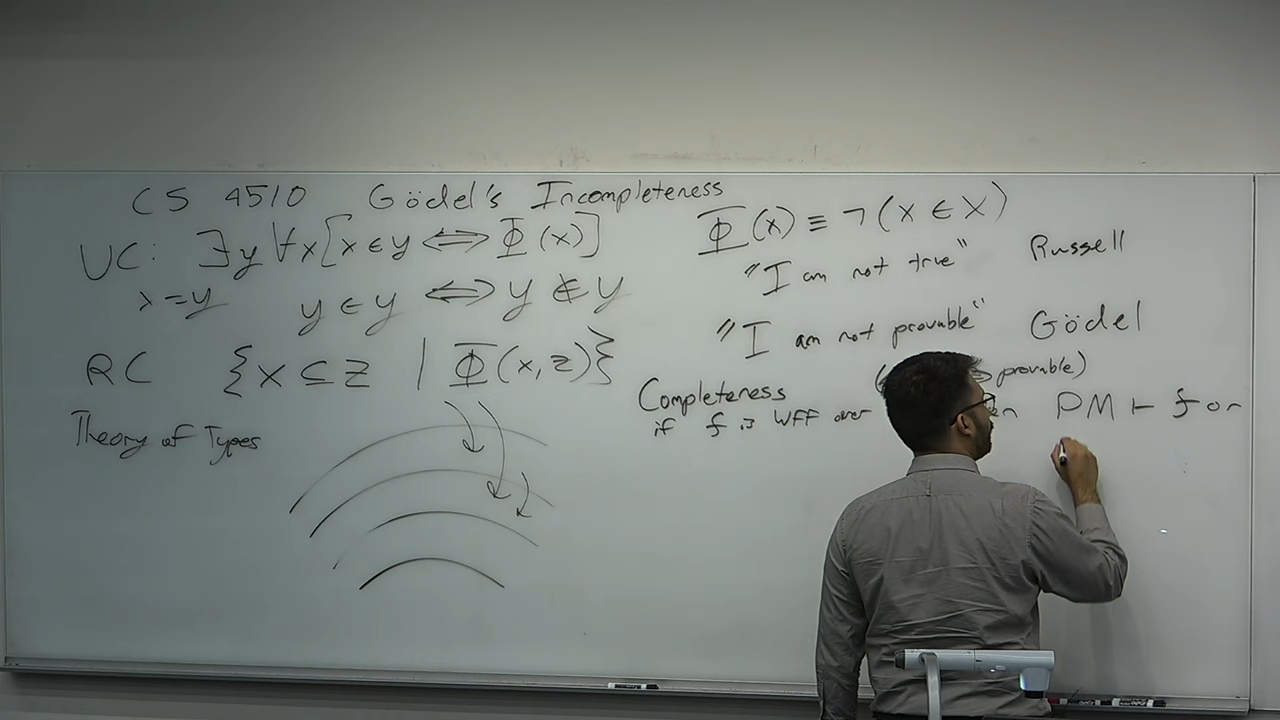 CS 4510 Gödel's Incompleteness
UC: ∃y ∀x[x ∈ y ⟺ Φ(x)]
x = y y ∈ y ⟺ y ∉ y
RC {x ⊆ z | Φ(x,z)}
Theory of Types
Φ(x) ≡ ¬(x ∈ x)
"I am not true" Russell
"I am not provable" Gödel
provable)
Completeness
if f is WFF over PM ⊢ f or